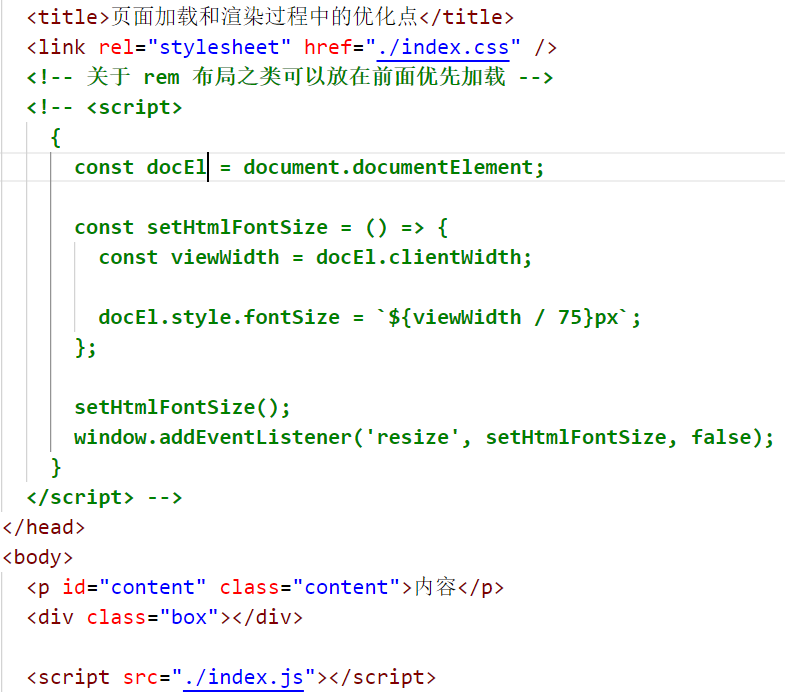 <title>页面加载和渲染过程中的优化点</title>
<link rel="stylesheet" href="./index.css" />
<!-- 关于 rem 布局之类可以放在前面优先加载 -->
<!-- <script>
{
const docEl = document.documentElement;
const setHtmlFontSize = () => {
const viewWidth = docEl.clientWidth;
docEl.style.fontSize = `${viewWidth / 75}px`;
};
setHtmlFontSize();
window.addEventListener('resize', setHtmlFontSize, false);
}
</script> -->
</head>
<body>
<p id="content" class="content">内容</p>
<div class="box"></div>
<script src="./index.js"></script>